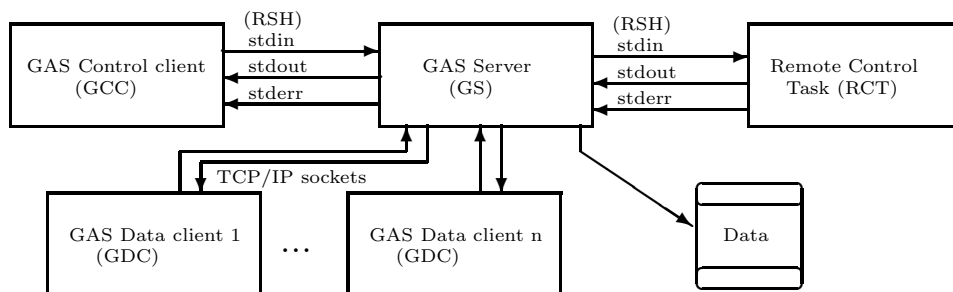 (RSH)
stdin
stdout
stderr
GAS Control client
(GCC)
GAS Server
(GS)
(RSH)
stdin
stdout
stderr
Remote Control
Task (RCT)
TCP/IP sockets
GAS Data client 1
(GDC)
...
GAS Data client n
(GDC)
Data